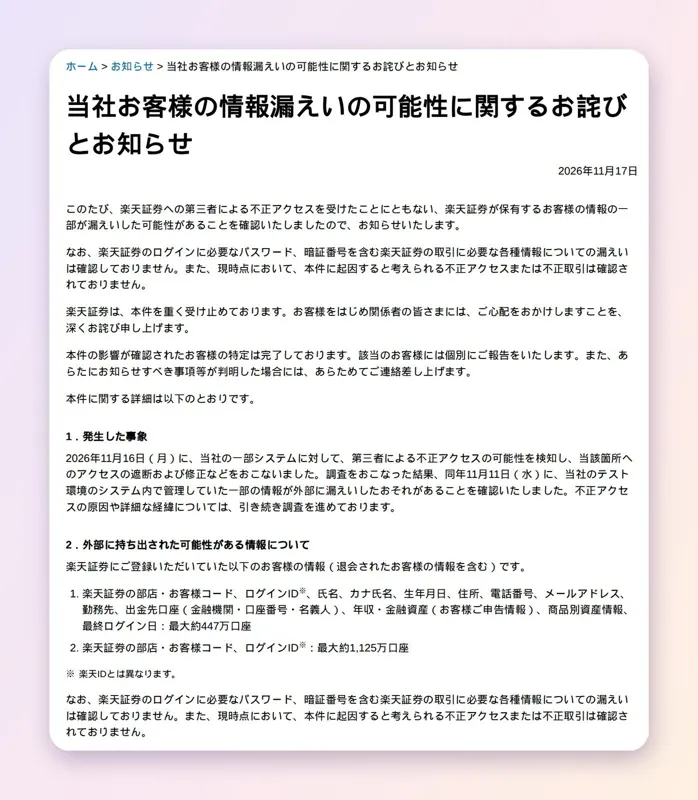 ホーム > お知らせ > 当社お客様の情報漏えいの可能性に関するお詫びとお知らせ
当社お客様の情報漏えいの可能性に関するお詫び
とお知らせ
2026年11月17日
このたび、楽天証券への第三者による不正アクセスを受けたことにともない、楽天証券が保有するお客様の情報の一
部が漏えいした可能性があることを確認いたしましたので、お知らせいたします。
なお、楽天証券のログインに必要なパスワード、暗証番号を含む楽天証券の取引に必要な各種情報についての漏えい
は確認しておりません。また、現時点において、本件に起因すると考えられる不正アクセスまたは不正取引は確認さ
れておりません。
楽天証券は、本件を重く受け止めております。お客様をはじめ関係者の皆さまには、ご心配をおかけしますことを、
深くお詫び申し上げます。
本件の影響が確認されたお客様の特定は完了しております。該当のお客様には個別にご報告をいたします。また、あ
らたにお知らせすべき事項等が判明した場合には、あらためてご連絡差し上げます。
本件に関する詳細は以下のとおりです。
1．発生した事象
2026年11月16日（月）に、当社の一部システムに対して、第三者による不正アクセスの可能性を検知し、当該箇所へ
のアクセスの遮断および修正などをおこないました。調査をおこなった結果、同年11月11日（水）に、当社のテスト
環境のシステム内で管理していた一部の情報が外部に漏えいしたおそれがあることを確認いたしました。不正アクセ
スの原因や詳細な経緯については、引き続き調査を進めております。
2．外部に持ち出された可能性がある情報について
楽天証券にご登録いただいていた以下のお客様の情報（退会されたお客様の情報を含む）です。
1. 楽天証券の部店・お客様コード、ログインID※、氏名、カナ氏名、生年月日、住所、電話番号、メールアドレス、
勤務先、出金先口座（金融機関・口座番号・名義人）、年収・金融資産（お客様ご申告情報）、商品別資産情報、
最終ログイン日：最大約447万口座
2. 楽天証券の部店・お客様コード、ログインID※：最大約1,125万口座
※ 楽天IDとは異なります。
なお、楽天証券のログインに必要なパスワード、暗証番号を含む楽天証券の取引に必要な各種情報についての漏えい
は確認しておりません。また、現時点において、本件に起因すると考えられる不正アクセスまたは不正取引は確認さ
れておりません。